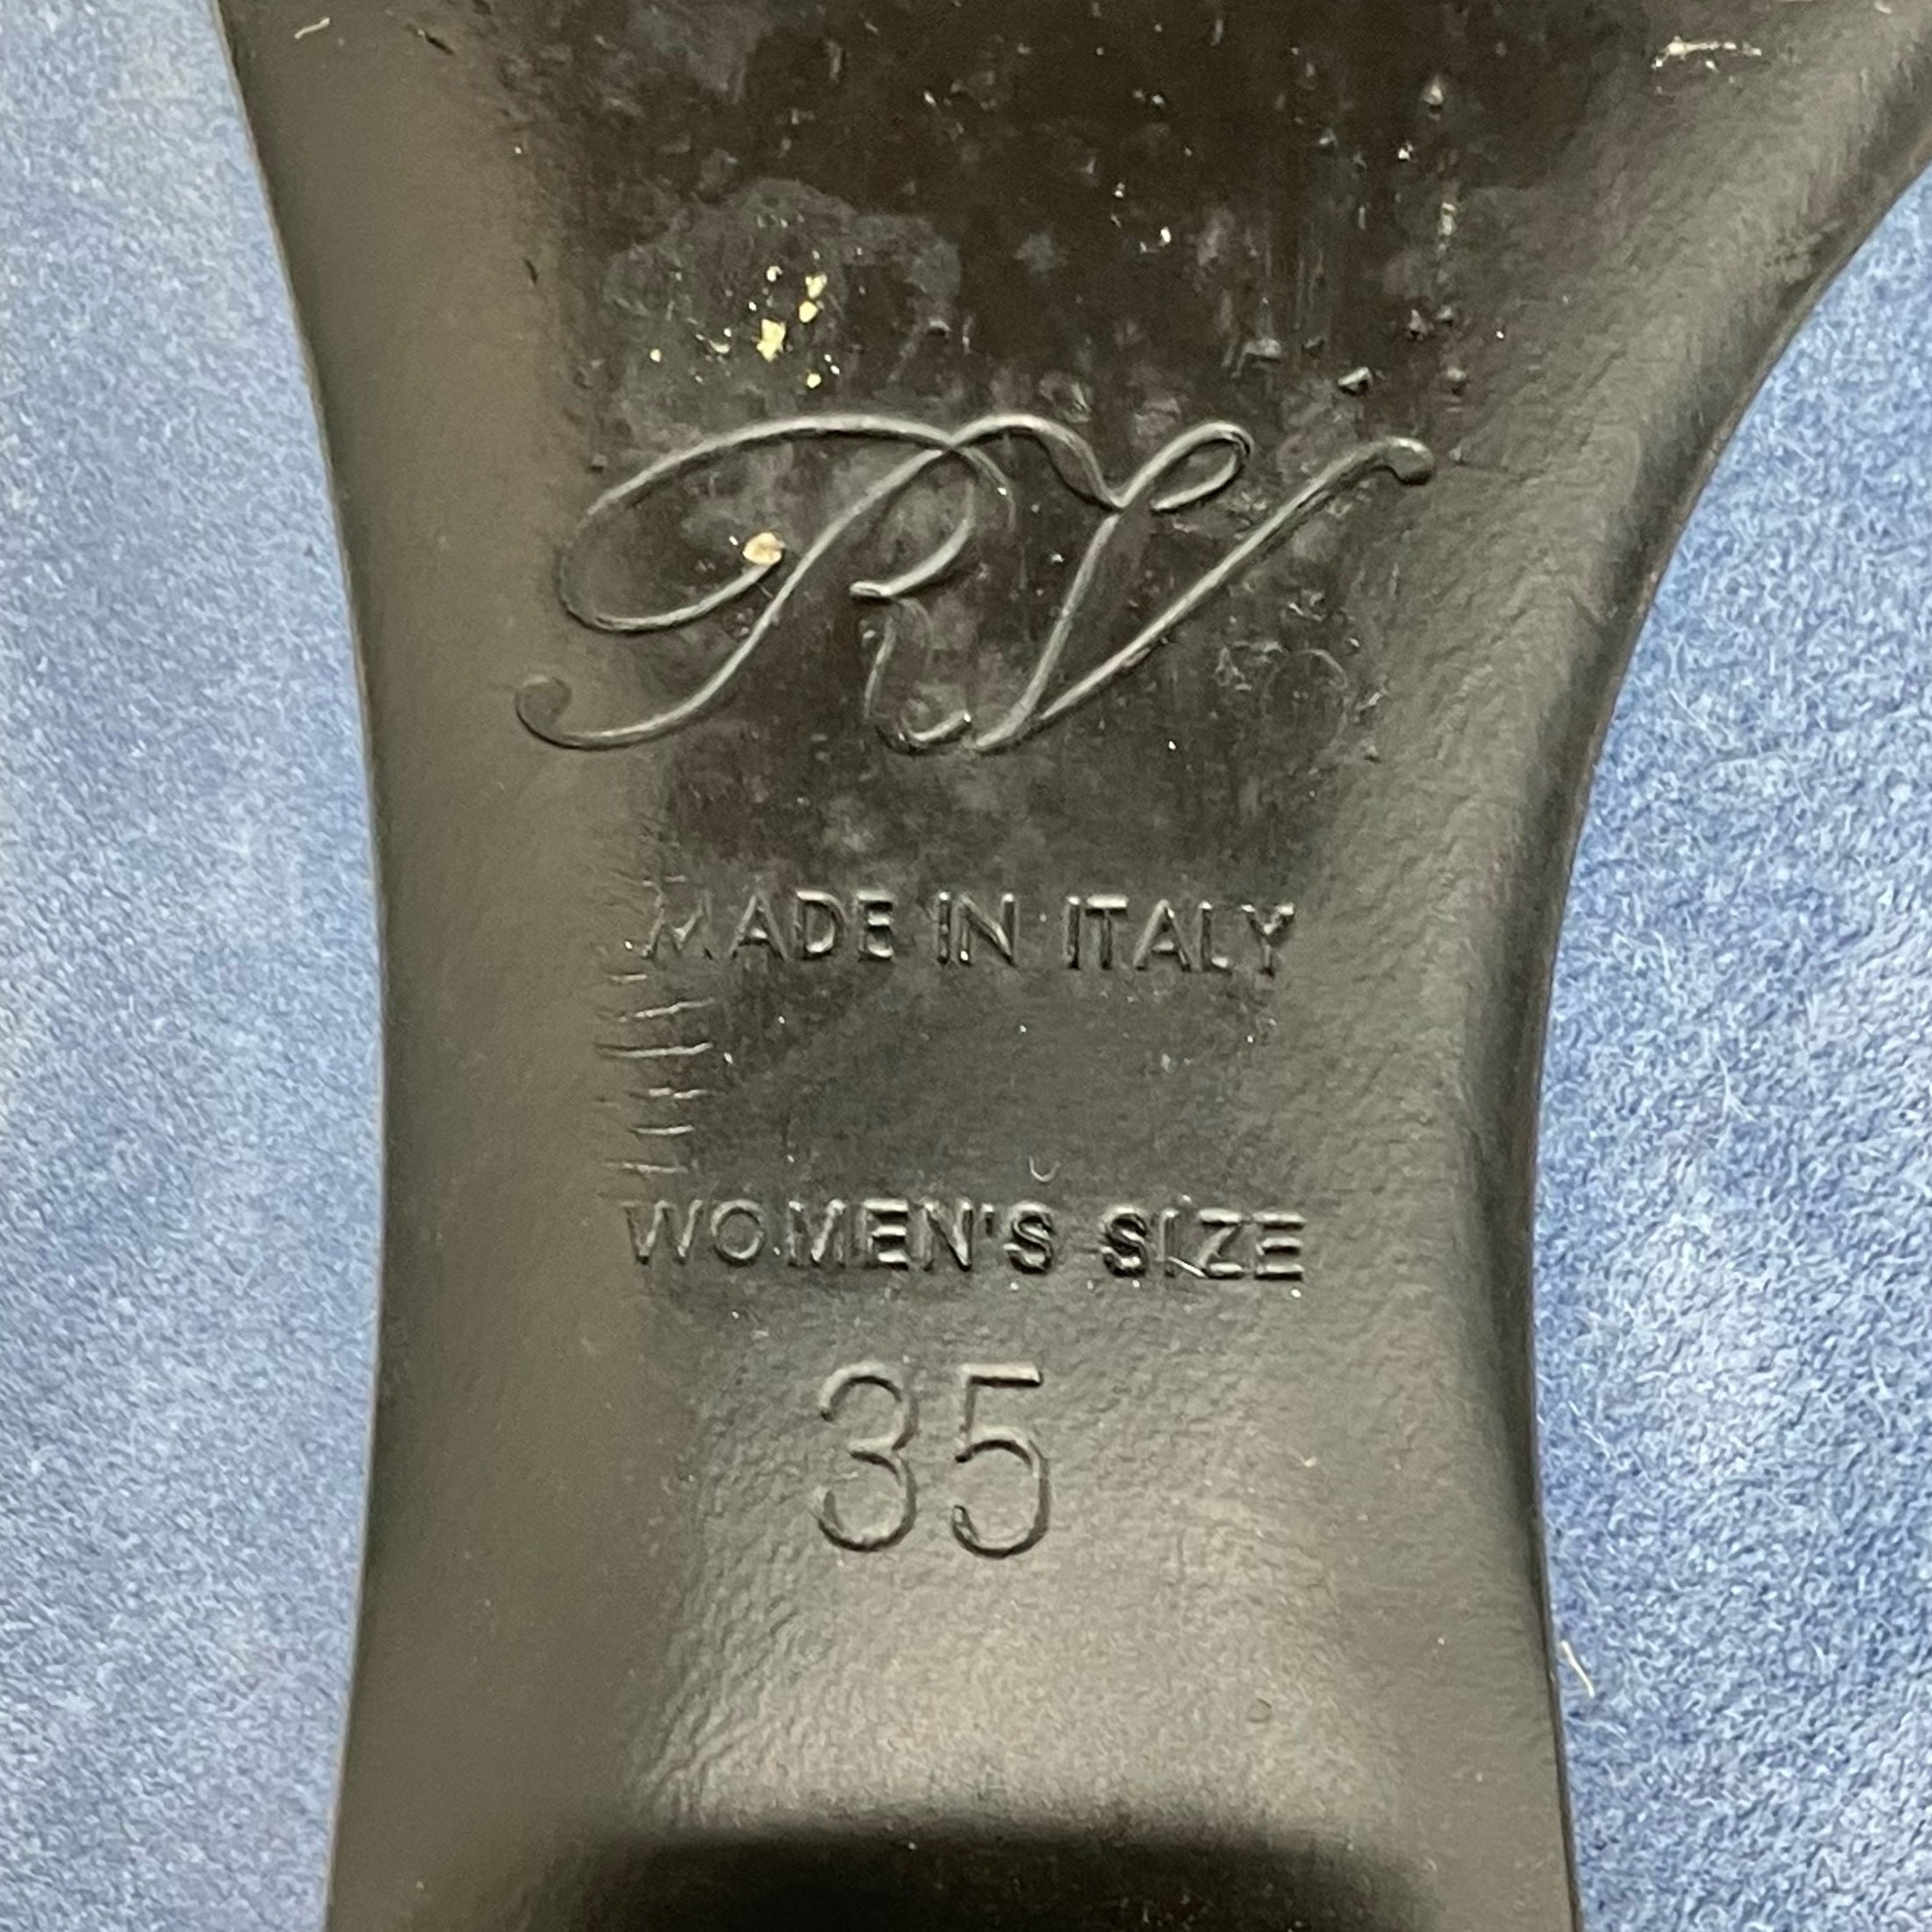 RV
MADE IN ITALY
WOMEN'S SIZE
35